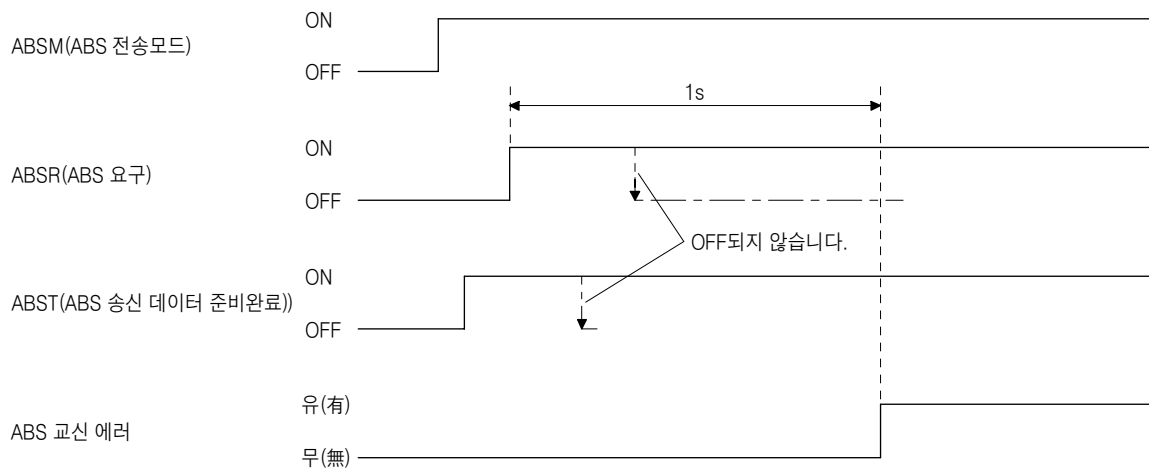 ON
ABSM(ABS 전송모드)
OFF
1s
ON
ABSR(ABS 요구)
OFF
OFF되지 않습니다.
ON
ABST(ABS 송신 데이터 준비완료))
OFF
유(有)
ABS 교신 에러
무(無)